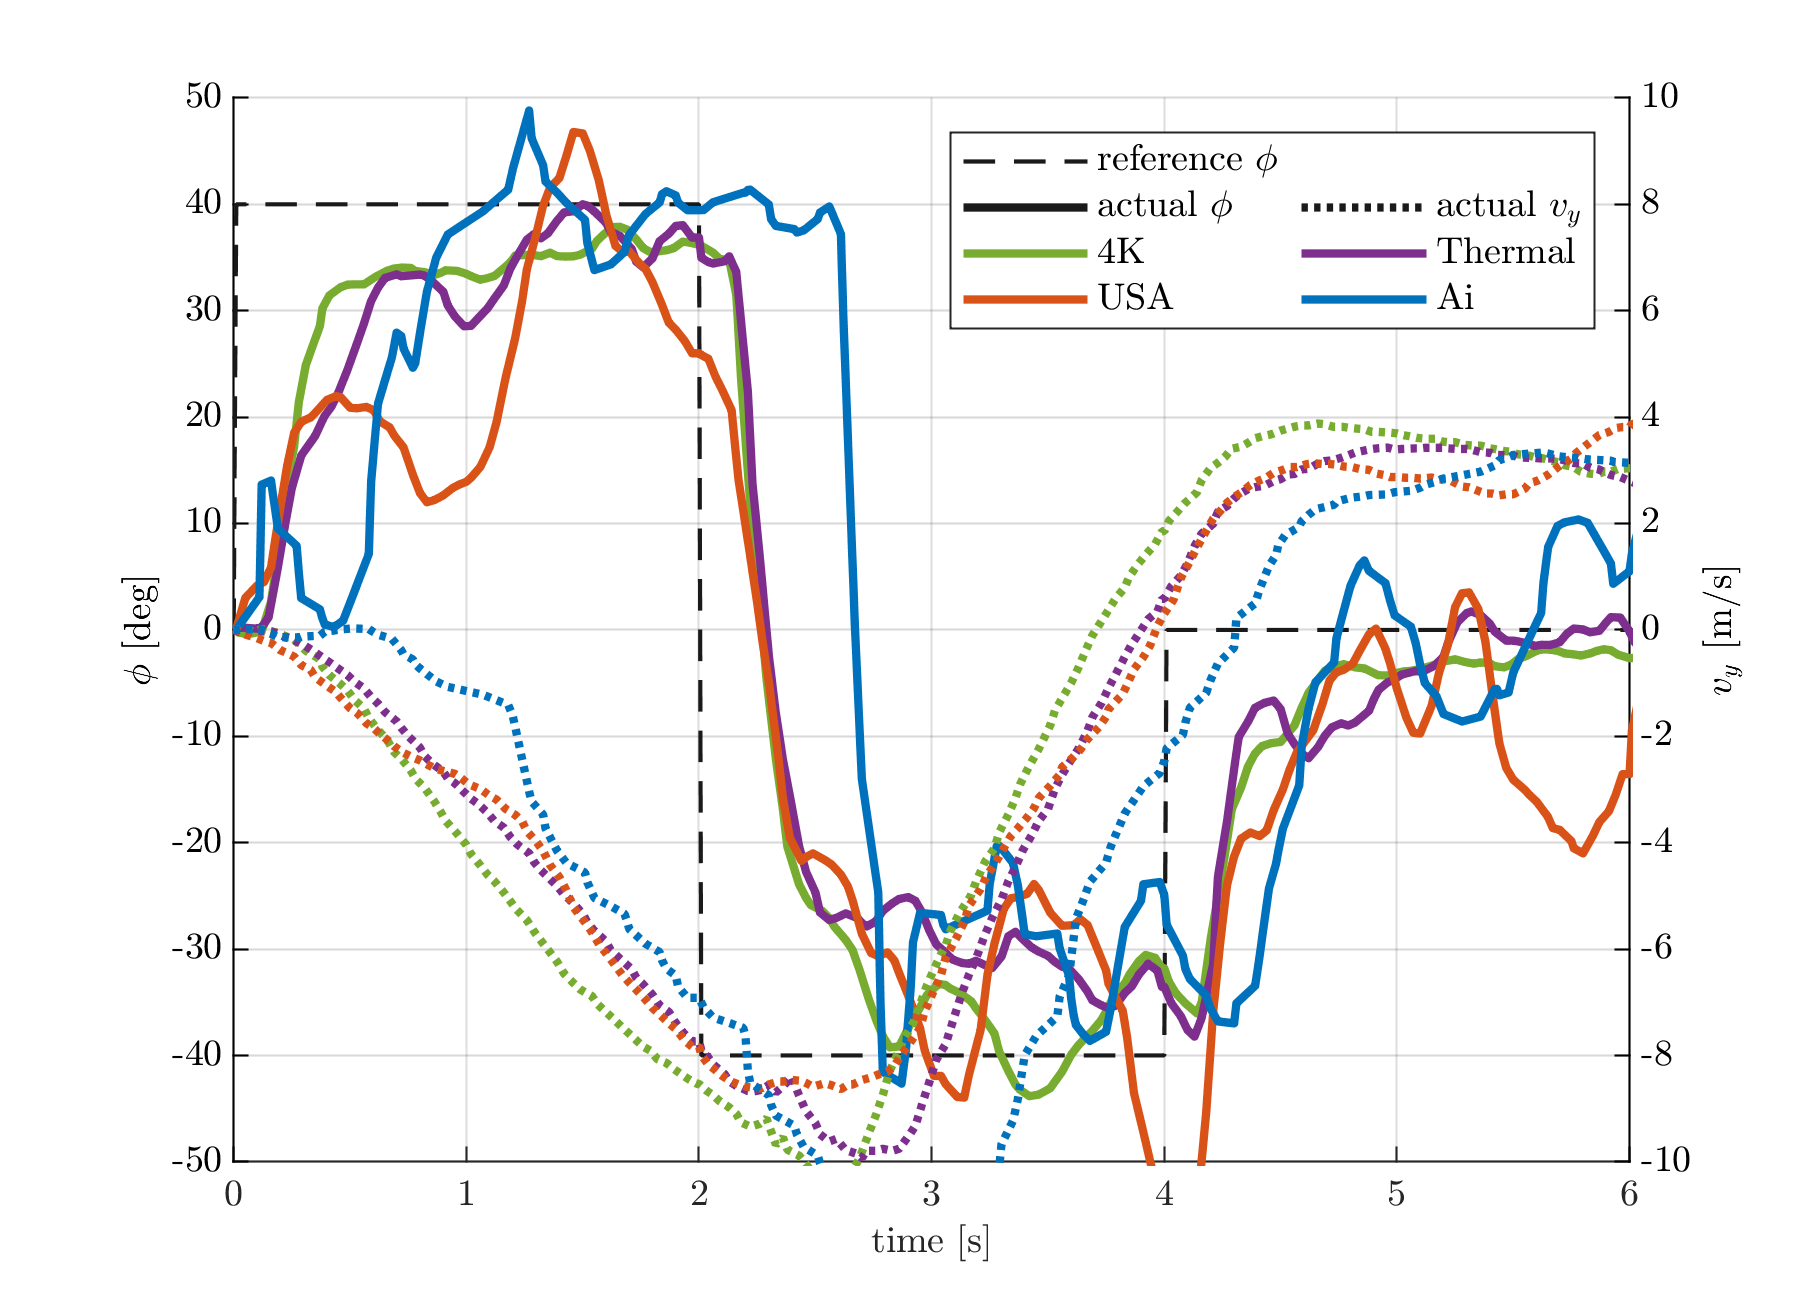 50
40
30
20
10
0
-10
-20
-30
-40
-50
ϕ [deg]
10
8
6
4
2
0
-2
-4
-6
-8
-10
v_y [m/s]
reference ϕ
actual ϕ actual v_y
4K Thermal
USA Ai
0 1 2 3 4 5 6
time [s]